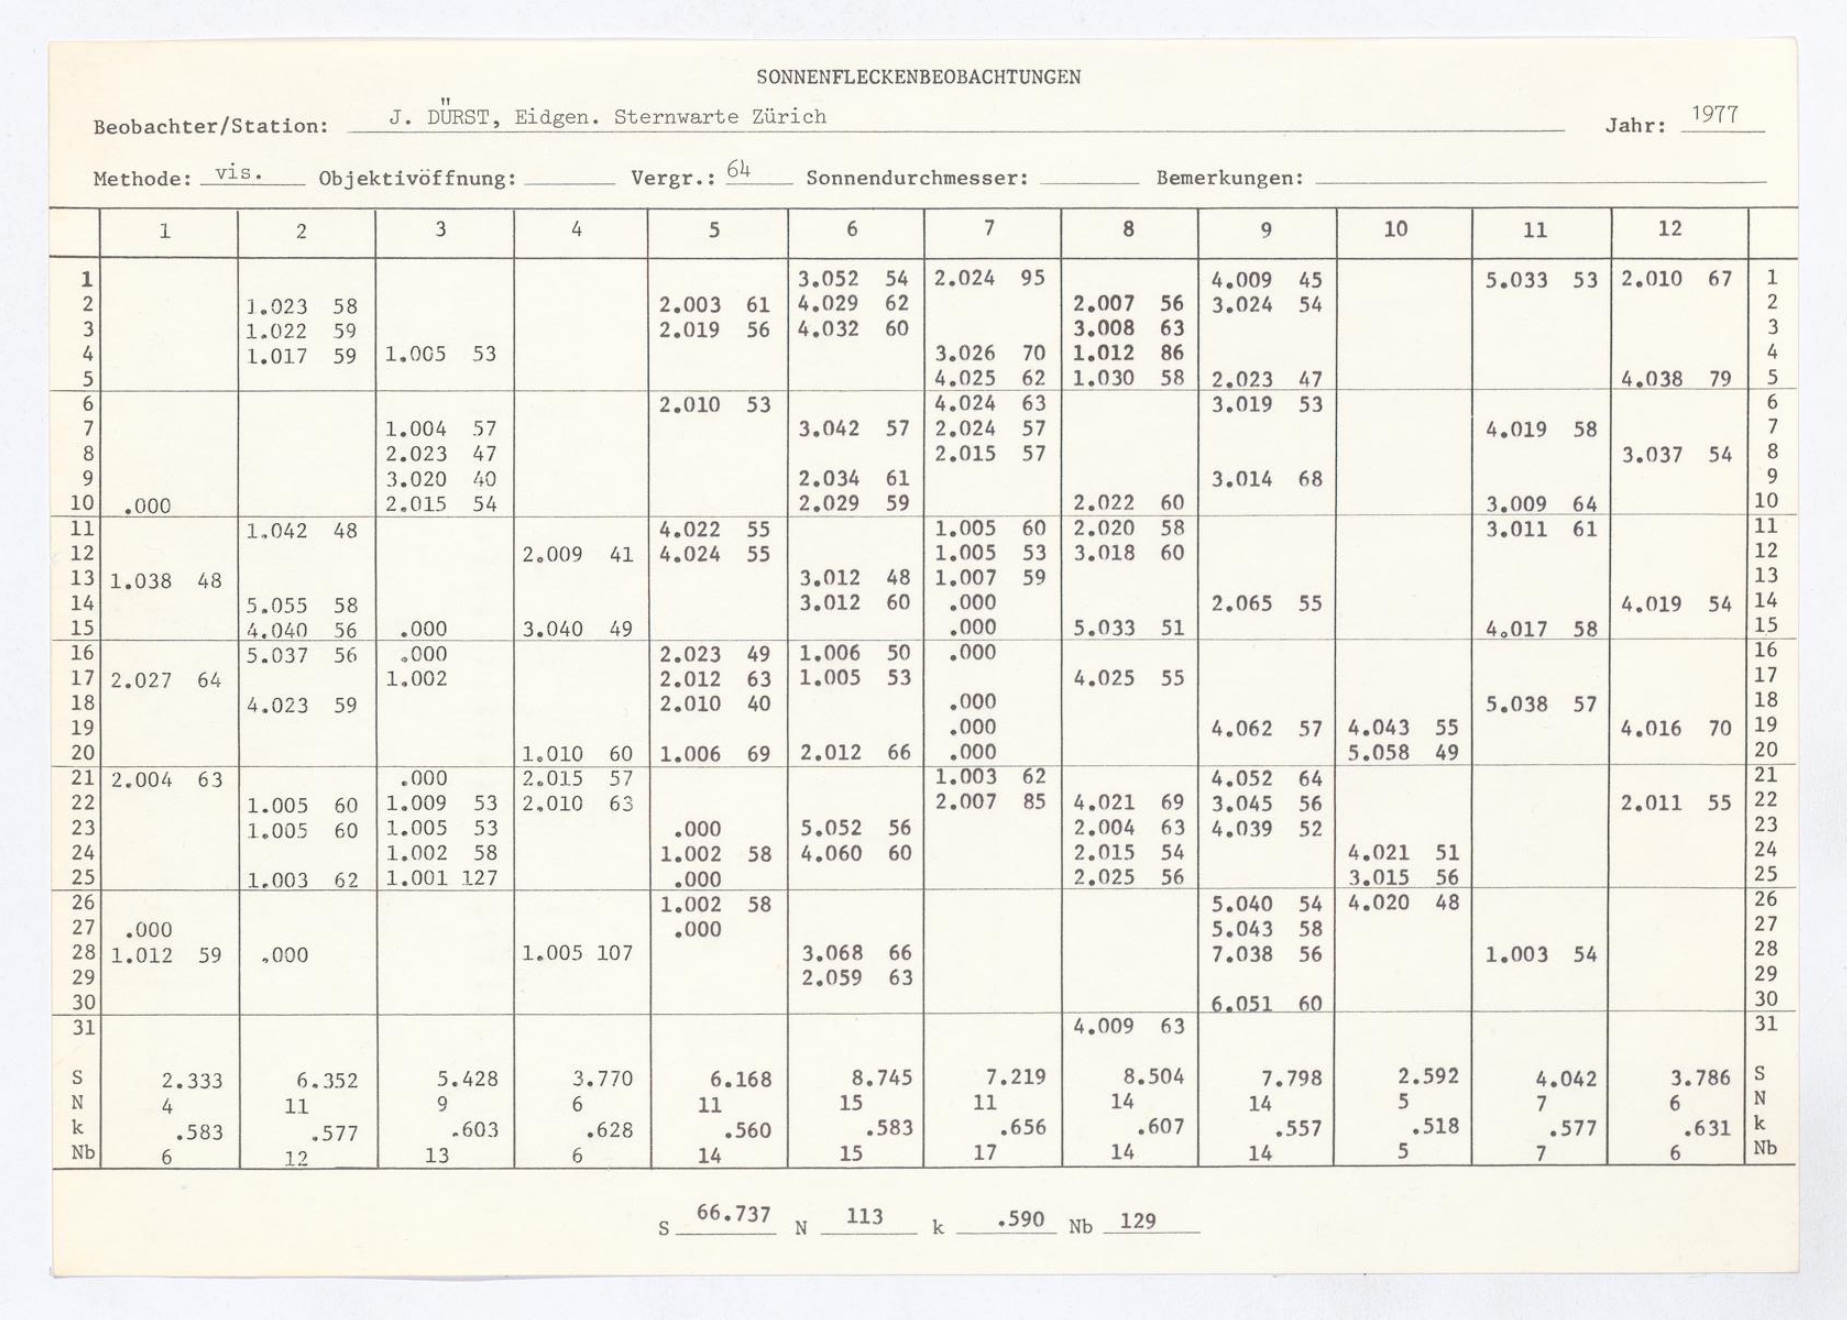 SONNENFLECKENBEOBACHTUNGEN
Beobachter/Station: J. DÜRST, Eidgen. Sternwarte Zürich Jahr: 1977
Methode: vis. Objektivöffnung: Vergr.: 64 Sonnendurchmesser: Bemerkungen:
1 2 3 4 5 6 7 8 9 10 11 12
1 3.052 54 2.024 95 4.009 45 5.033 53 2.010 67 1
2 1.023 58 2.003 61 4.029 62 2.007 56 3.024 54 2
3 1.022 59 2.019 56 4.032 60 3.008 63 3
4 1.017 59 1.005 53 3.026 70 1.012 86 4
5 4.025 62 1.030 58 2.023 47 4.038 79 5
6 2.010 53 4.024 63 3.019 53 6
7 1.004 57 3.042 57 2.024 57 4.019 58 7
8 2.023 47 2.015 57 3.037 54 8
9 3.020 40 2.034 61 3.014 68 9
10 .000 2.015 54 2.029 59 2.022 60 3.009 64 10
11 1.042 48 4.022 55 1.005 60 2.020 58 3.011 61 11
12 2.009 41 4.024 55 1.005 53 3.018 60 12
13 1.038 48 3.012 48 1.007 59 13
14 5.055 58 3.012 60 .000 2.065 55 4.019 54 14
15 4.040 56 .000 3.040 49 .000 5.033 51 4.017 58 15
16 5.037 56 .000 2.023 49 1.006 50 .000 16
17 2.027 64 1.002 2.012 63 1.005 53 4.025 55 17
18 4.023 59 2.010 40 .000 5.038 57 18
19 .000 4.062 57 4.043 55 4.016 70 19
20 1.010 60 1.006 69 2.012 66 .000 5.058 49 20
21 2.004 63 .000 2.015 57 1.003 62 4.052 64 21
22 1.005 60 1.009 53 2.010 63 2.007 85 4.021 69 3.045 56 2.011 55 22
23 1.005 60 1.005 53 .000 5.052 56 2.004 63 4.039 52 23
24 1.002 58 1.002 58 4.060 60 2.015 54 4.021 51 24
25 1.003 62 1.001 127 .000 2.025 56 3.015 56 25
26 1.002 58 5.040 54 4.020 48 26
27 .000 .000 5.043 58 27
28 1.012 59 .000 1.005 107 3.068 66 7.038 56 1.003 54 28
29 2.059 63 29
30 6.051 60 30
31 4.009 63 31
S 2.333 6.352 5.428 3.770 6.168 8.745 7.219 8.504 7.798 2.592 4.042 3.786 S
N 4 11 9 6 11 15 11 14 14 5 7 6 N
k .583 .577 .603 .628 .560 .583 .656 .607 .557 .518 .577 .631 k
Nb 6 12 13 6 14 15 17 14 14 5 7 6 Nb
S 66.737 N 113 k .590 Nb 129